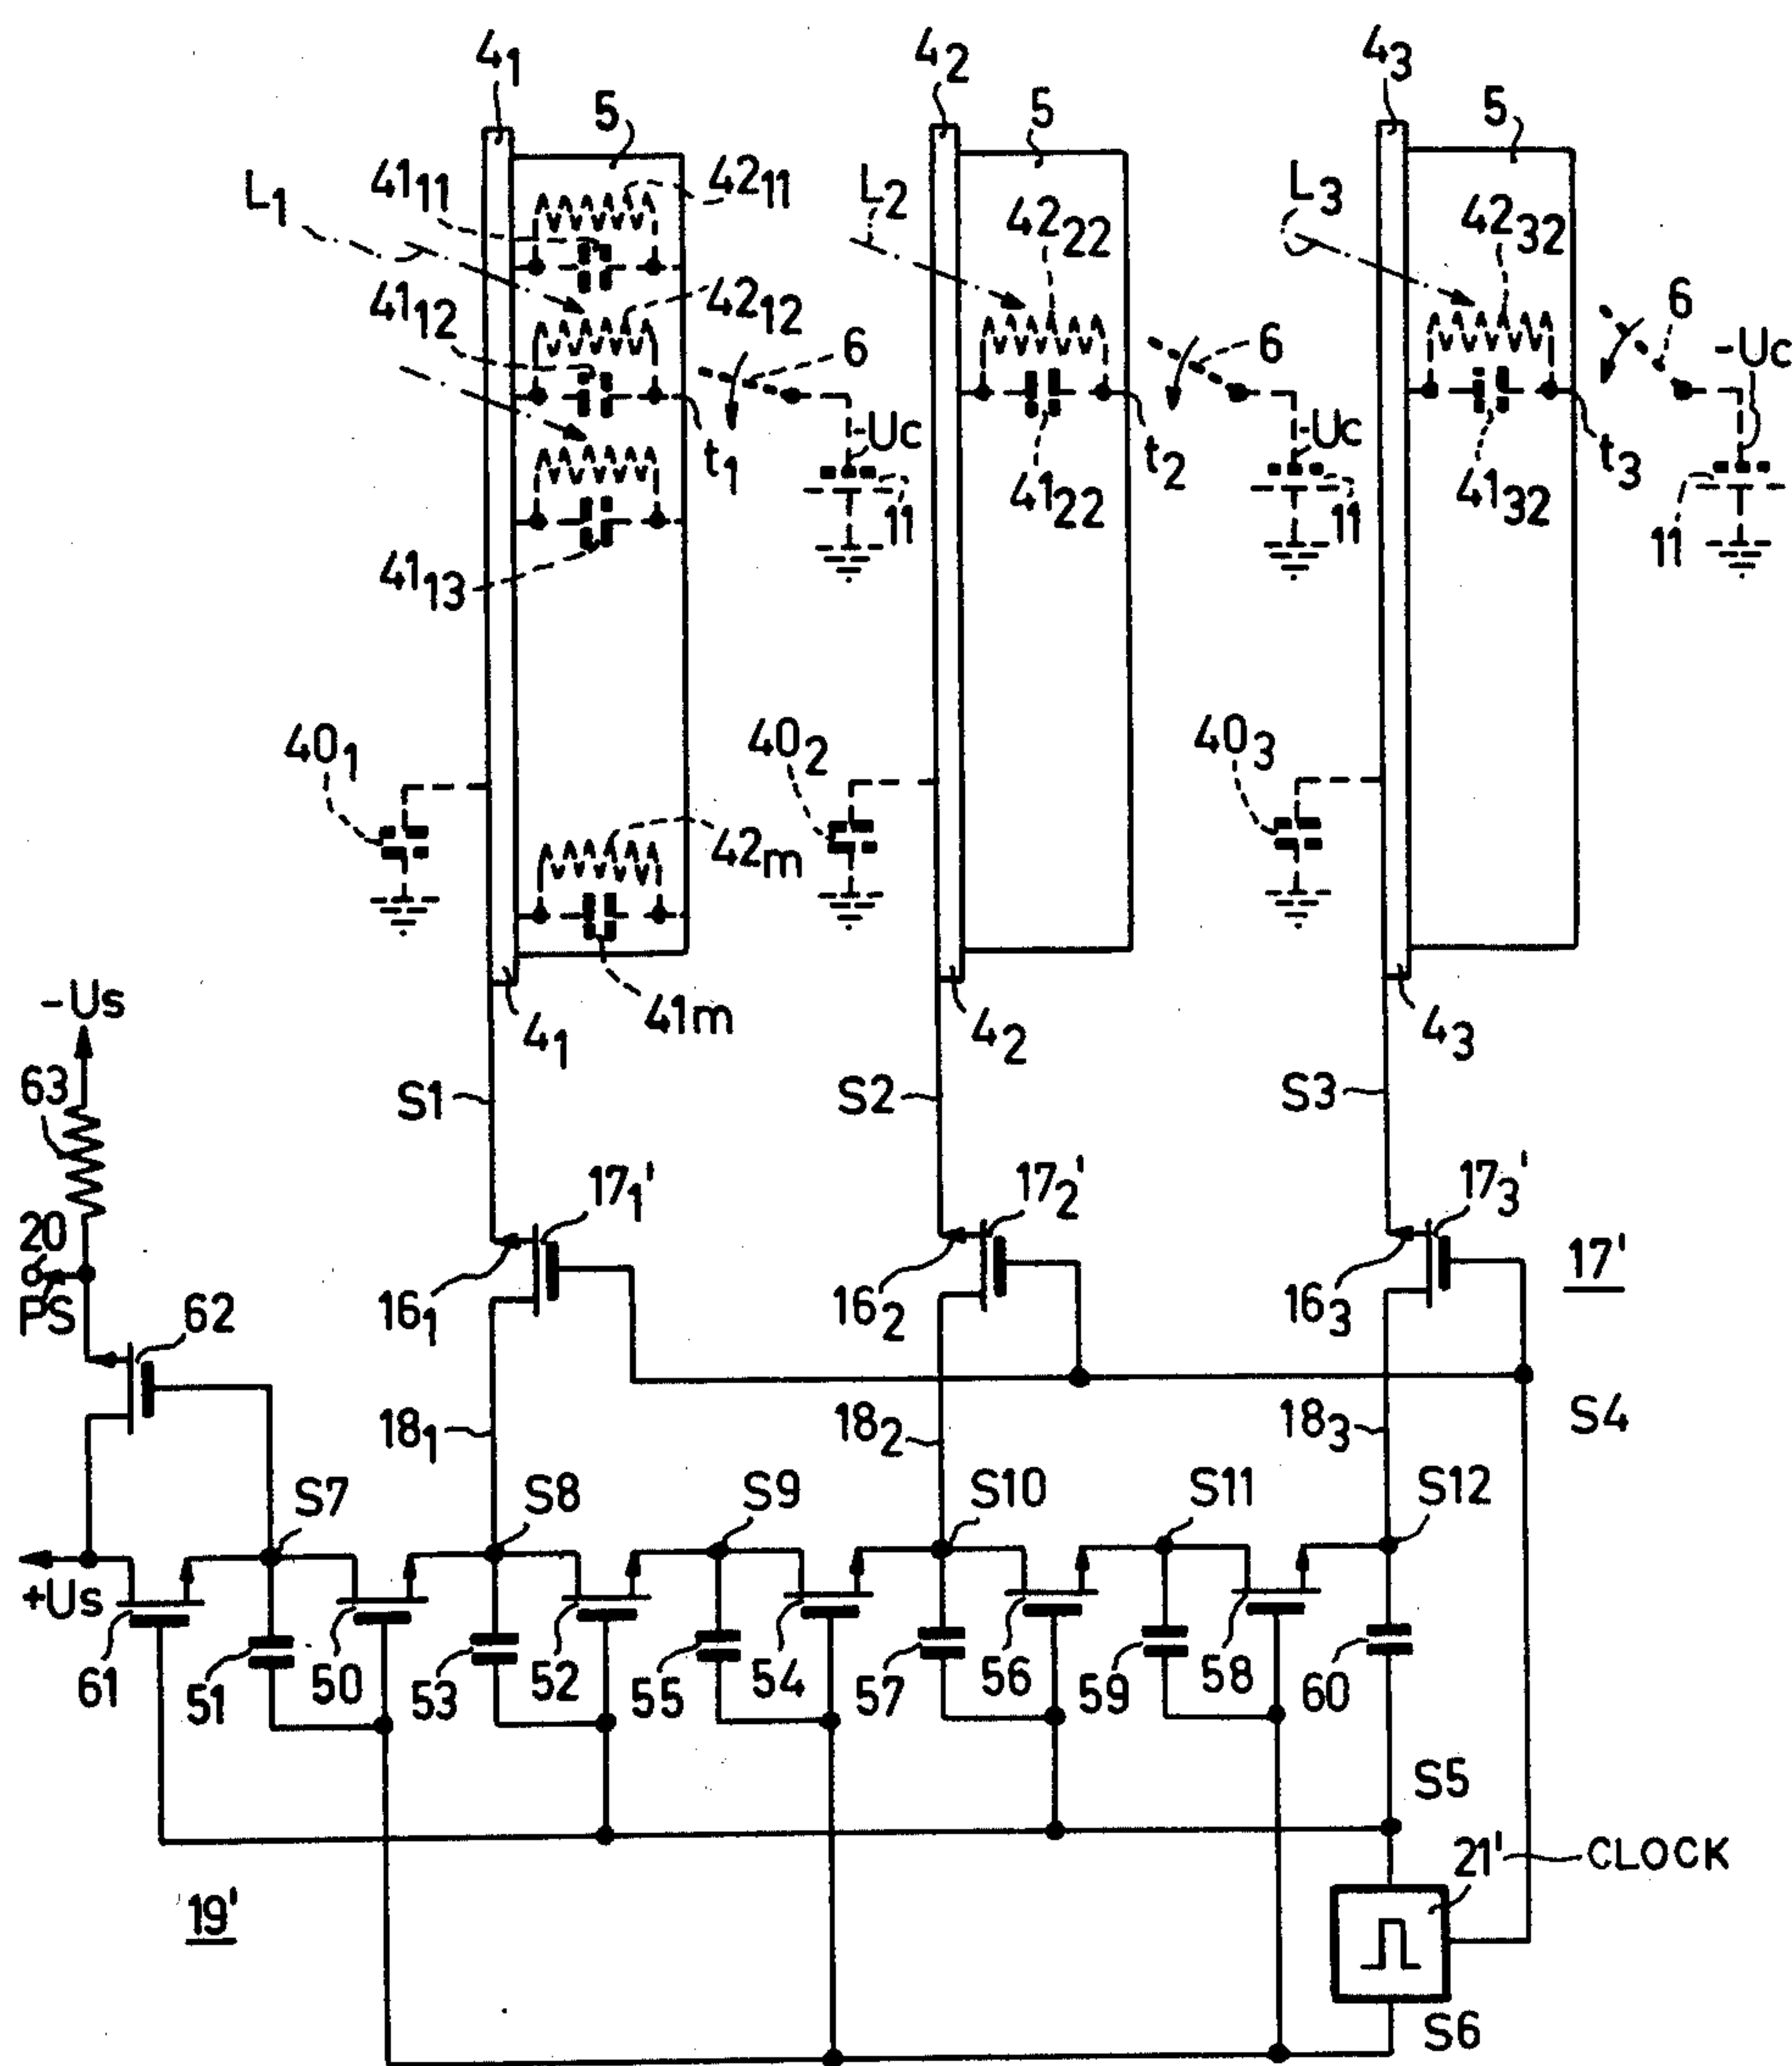 4₁ 4₂ 4₃
5 5 5
41₁₁ 42₁₁
L₁ L₂ L₃
42₂₂ 42₃₂
41₁₂ 42₁₂
6 6 6
-Uc
t₁ -Uc t₂ -Uc t₃
11 41₂₂ 11 41₃₂ 11
41₁₃
40₁ 40₂ 40₃
42m
-Us 41m
4₁ 4₂ 4₃
63 S1 S2 S3
20 17₁' 17₂' 17₃'
PS 62 16₁ 16₂ 16₃ 17'
18₁ 18₂ 18₃ S4
S7 S8 S9 S10 S11 S12
+Us
61 51 50 53 52 55 54 57 56 59 58 60
S5
21' CLOCK
19'
S6